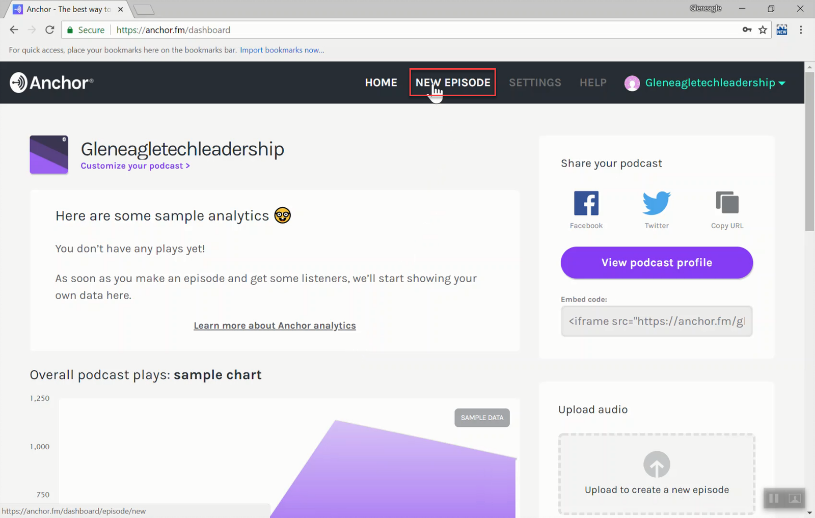 Anchor - The best way to
Gleneagle
Secure https://anchor.fm/dashboard
NEW
For quick access, place your bookmarks here on the bookmarks bar. Import bookmarks now...
Anchor®
HOME NEW EPISODE SETTINGS HELP Gleneagletechleadership
Gleneagletechleadership
Customize your podcast >
Here are some sample analytics
You don't have any plays yet!
As soon as you make an episode and get some listeners, we'll start showing your
own data here.
Learn more about Anchor analytics
Overall podcast plays: sample chart
1,250
SAMPLE DATA
1,000
750
Share your podcast
Facebook Twitter Copy URL
View podcast profile
Embed code:
<iframe src="https://anchor.fm/gl
Upload audio
Upload to create a new episode
https://anchor.fm/dashboard/episode/new